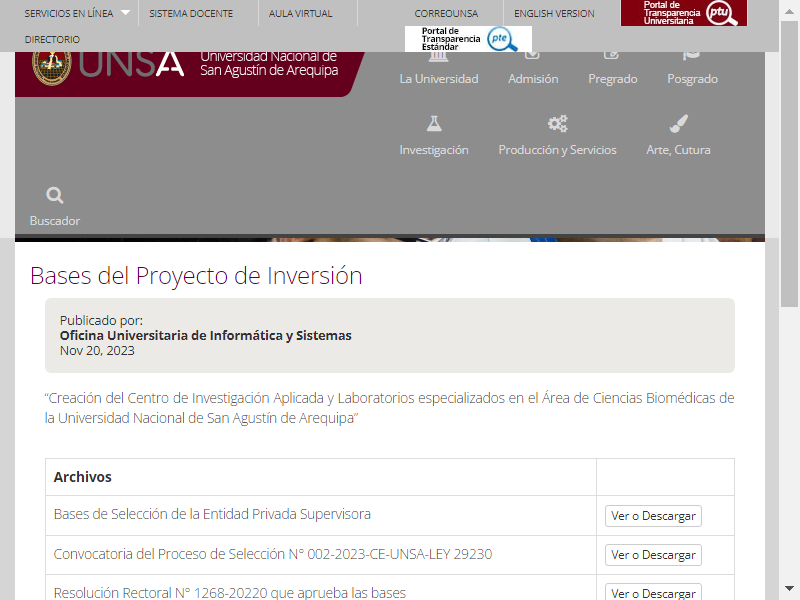 SERVICIOS EN LÍNEA
SISTEMA DOCENTE
AULA VIRTUAL
CORREOUNSA
ENGLISH VERSION
Portal de
Transparencia
Universitaria
ptu
DIRECTORIO
Portal de
Transparencia
Estándar
pte
UNSA
Universidad Nacional de
San Agustín de Arequipa
La Universidad
Admisión
Pregrado
Posgrado
Investigación
Producción y Servicios
Arte, Cutura
Buscador
Bases del Proyecto de Inversión
Publicado por:
Oficina Universitaria de Informática y Sistemas
Nov 20, 2023
“Creación del Centro de Investigación Aplicada y Laboratorios especializados en el Área de Ciencias Biomédicas de
la Universidad Nacional de San Agustín de Arequipa”
Archivos
Bases de Selección de la Entidad Privada Supervisora
Ver o Descargar
Convocatoria del Proceso de Selección N° 002-2023-CE-UNSA-LEY 29230
Ver o Descargar
Resolución Rectoral N° 1268-20220 que aprueba las bases
Ver o Descargar